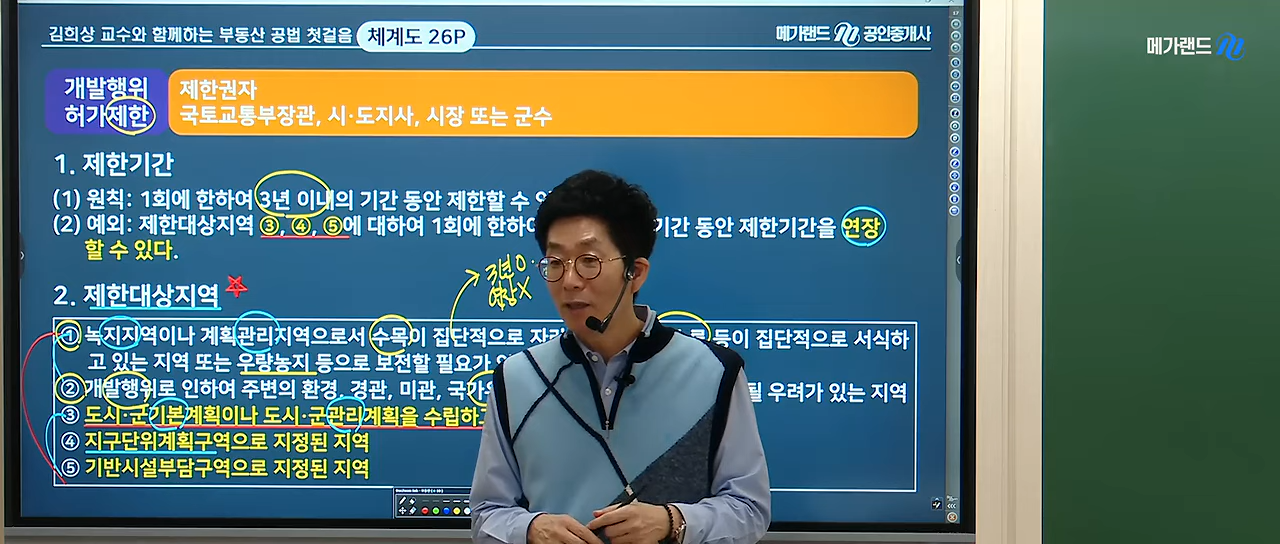 김희상 교수와 함께하는 부동산 공법 첫걸음 체계도 26P
메가랜드 공인중개사
메가랜드
개발행위
허가제한
제한권자
국토교통부장관, 시·도지사, 시장 또는 군수
1. 제한기간
(1) 원칙: 1회에 한하여 3년 이내의 기간 동안 제한할 수
(2) 예외: 제한대상지역 ③, ④, ⑤에 대하여 1회에 한하여 기간 동안 제한기간을 연장
할 수 있다.
3년 O
연장 X
2. 제한대상지역
① 녹지지역이나 계획관리지역으로서 수목이 집단적으로 등이 집단적으로 서식하
고 있는 지역 또는 우량농지 등으로 보전할 필요가
② 개발행위로 인하여 주변의 환경, 경관, 미관, 될 우려가 있는 지역
③ 도시·군기본계획이나 도시·군관리계획을 수립하고
④ 지구단위계획구역으로 지정된 지역
⑤ 기반시설부담구역으로 지정된 지역